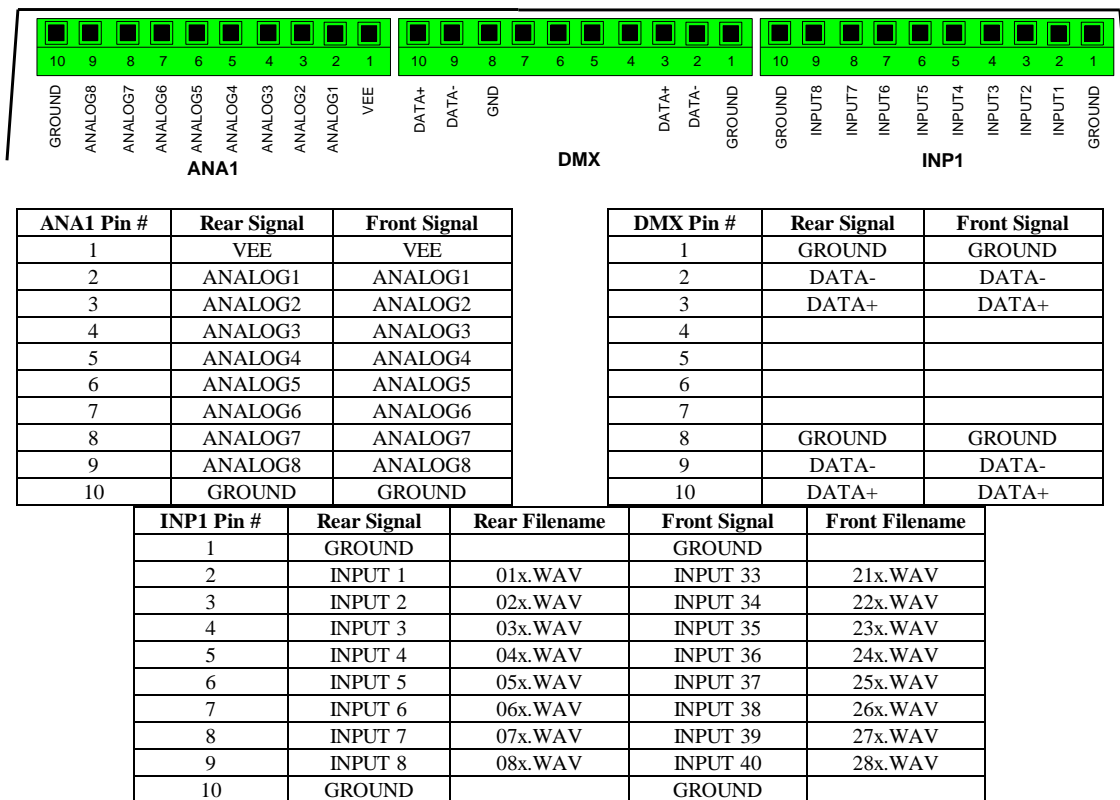 10 9 8 7 6 5 4 3 2 1 10 9 8 7 6 5 4 3 2 1 10 9 8 7 6 5 4 3 2 1
GROUND ANALOG8 ANALOG7 ANALOG6 ANALOG5 ANALOG4 ANALOG3 ANALOG2 ANALOG1 VEE DATA+ DATA- GND DATA+ DATA- GROUND GROUND INPUT8 INPUT7 INPUT6 INPUT5 INPUT4 INPUT3 INPUT2 INPUT1 GROUND
ANA1 DMX INP1
ANA1 Pin # Rear Signal Front Signal
1 VEE VEE
2 ANALOG1 ANALOG1
3 ANALOG2 ANALOG2
4 ANALOG3 ANALOG3
5 ANALOG4 ANALOG4
6 ANALOG5 ANALOG5
7 ANALOG6 ANALOG6
8 ANALOG7 ANALOG7
9 ANALOG8 ANALOG8
10 GROUND GROUND
DMX Pin # Rear Signal Front Signal
1 GROUND GROUND
2 DATA- DATA-
3 DATA+ DATA+
4
5
6
7
8 GROUND GROUND
9 DATA- DATA-
10 DATA+ DATA+
INP1 Pin # Rear Signal Rear Filename Front Signal Front Filename
1 GROUND GROUND
2 INPUT 1 01x.WAV INPUT 33 21x.WAV
3 INPUT 2 02x.WAV INPUT 34 22x.WAV
4 INPUT 3 03x.WAV INPUT 35 23x.WAV
5 INPUT 4 04x.WAV INPUT 36 24x.WAV
6 INPUT 5 05x.WAV INPUT 37 25x.WAV
7 INPUT 6 06x.WAV INPUT 38 26x.WAV
8 INPUT 7 07x.WAV INPUT 39 27x.WAV
9 INPUT 8 08x.WAV INPUT 40 28x.WAV
10 GROUND GROUND